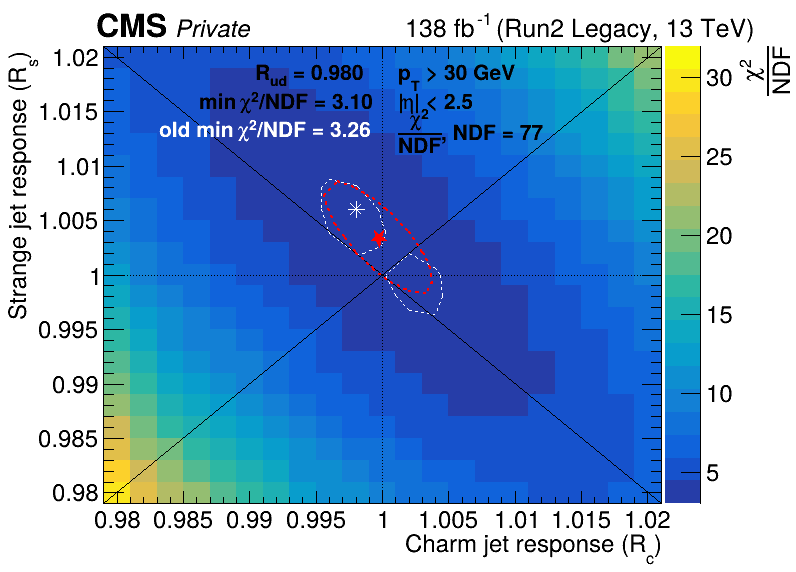 CMS Private 138 fb⁻¹ (Run2 Legacy, 13 TeV)
Strange jet response (Rₛ)
1.02
1.015
1.01
1.005
1
0.995
0.99
0.985
0.98
R_ud = 0.980
min χ²/NDF = 3.10
old min χ²/NDF = 3.26
p_T > 30 GeV
|η| < 2.5
χ²/NDF, NDF = 77
0.98 0.985 0.99 0.995 1 1.005 1.01 1.015 1.02
Charm jet response (R_c)
χ²/NDF
30
25
20
15
10
5